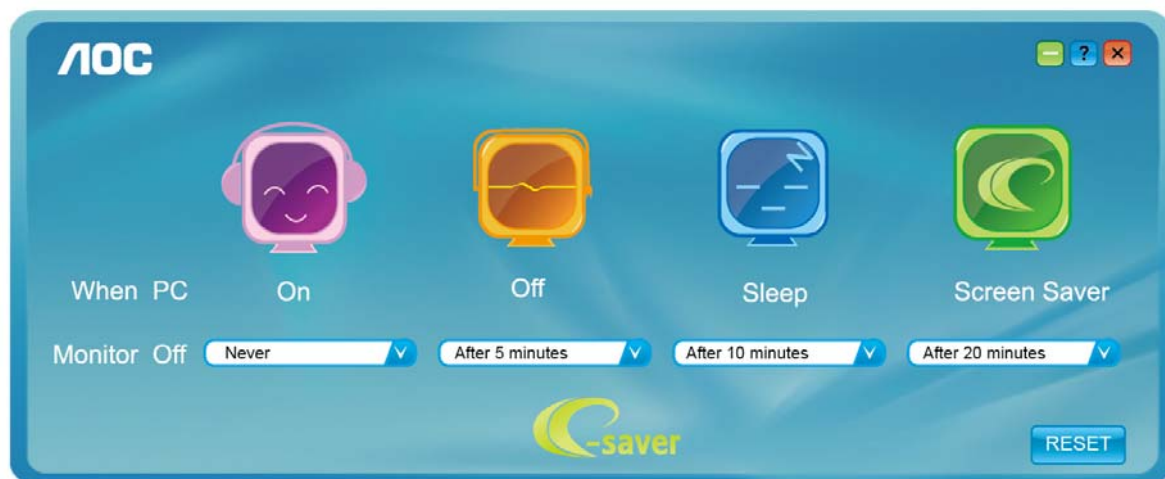 AOC
?
When PC On Off Sleep Screen Saver
Monitor Off Never After 5 minutes After 10 minutes After 20 minutes
e-saver
RESET